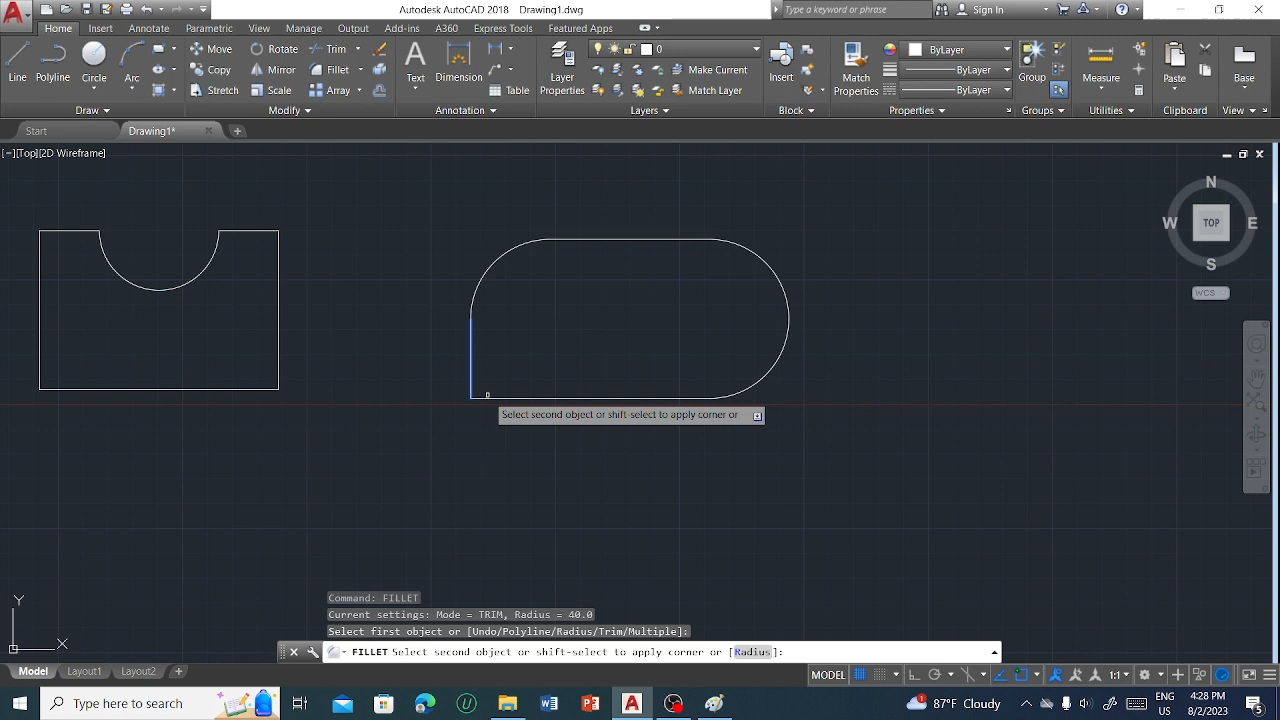 Autodesk AutoCAD 2018 Drawing1.dwg
Type a keyword or phrase
Sign In
Home Insert Annotate Parametric View Manage Output Add-ins A360 Express Tools Featured Apps
Line Polyline Circle Arc
Move Rotate Trim
Copy Mirror Fillet
Stretch Scale Array
Text Dimension
Table
Layer Properties
0
Make Current
Match Layer
Insert
Match Properties
ByLayer
ByLayer
ByLayer
Group
Measure
Paste
Base
Draw Modify Annotation Layers Block Properties Groups Utilities Clipboard View
Start Drawing1*
[−][Top][2D Wireframe]
N
W TOP E
S
WCS
Select second object or shift-select to apply corner or
Y
X
Command: FILLET
Current settings: Mode = TRIM, Radius = 40.0
Select first object or [Undo/Polyline/Radius/Trim/Multiple]:
FILLET Select second object or shift-select to apply corner or [Radius]:
Model Layout1 Layout2 +
MODEL 1:1
Type here to search
1
87°F Cloudy
ENG
US
4:28 PM
8/2/2023